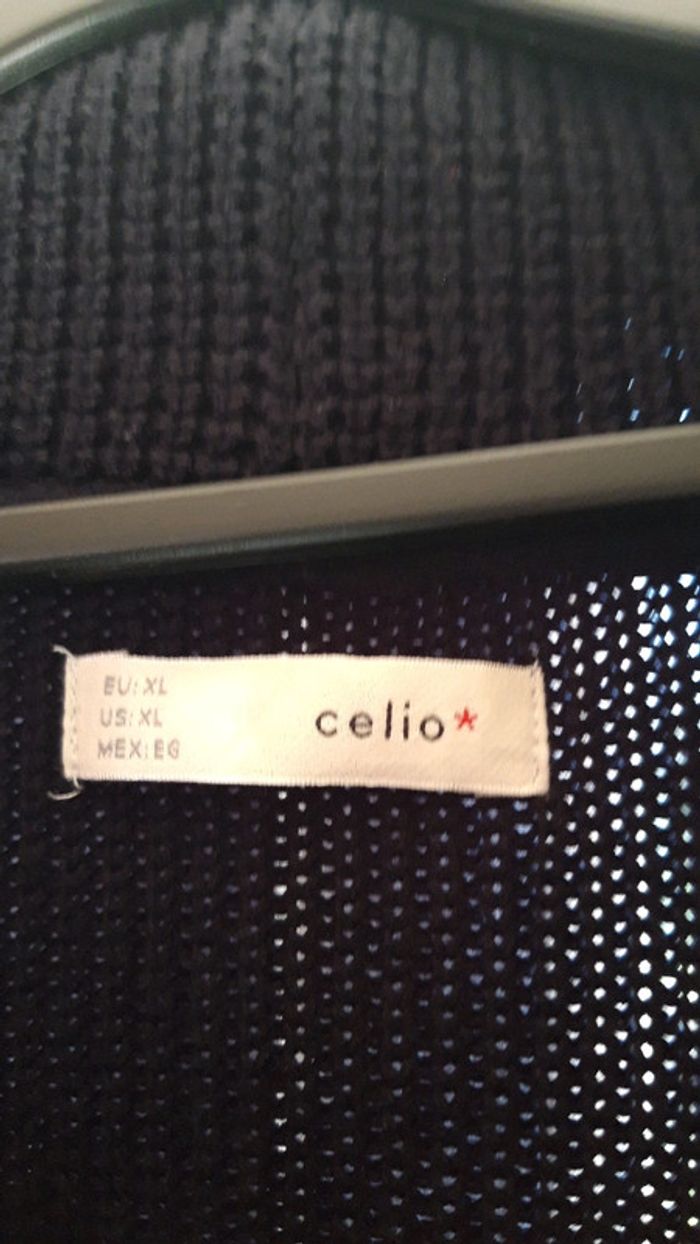 EU: XL
US: XL
MEX: EG
celio*